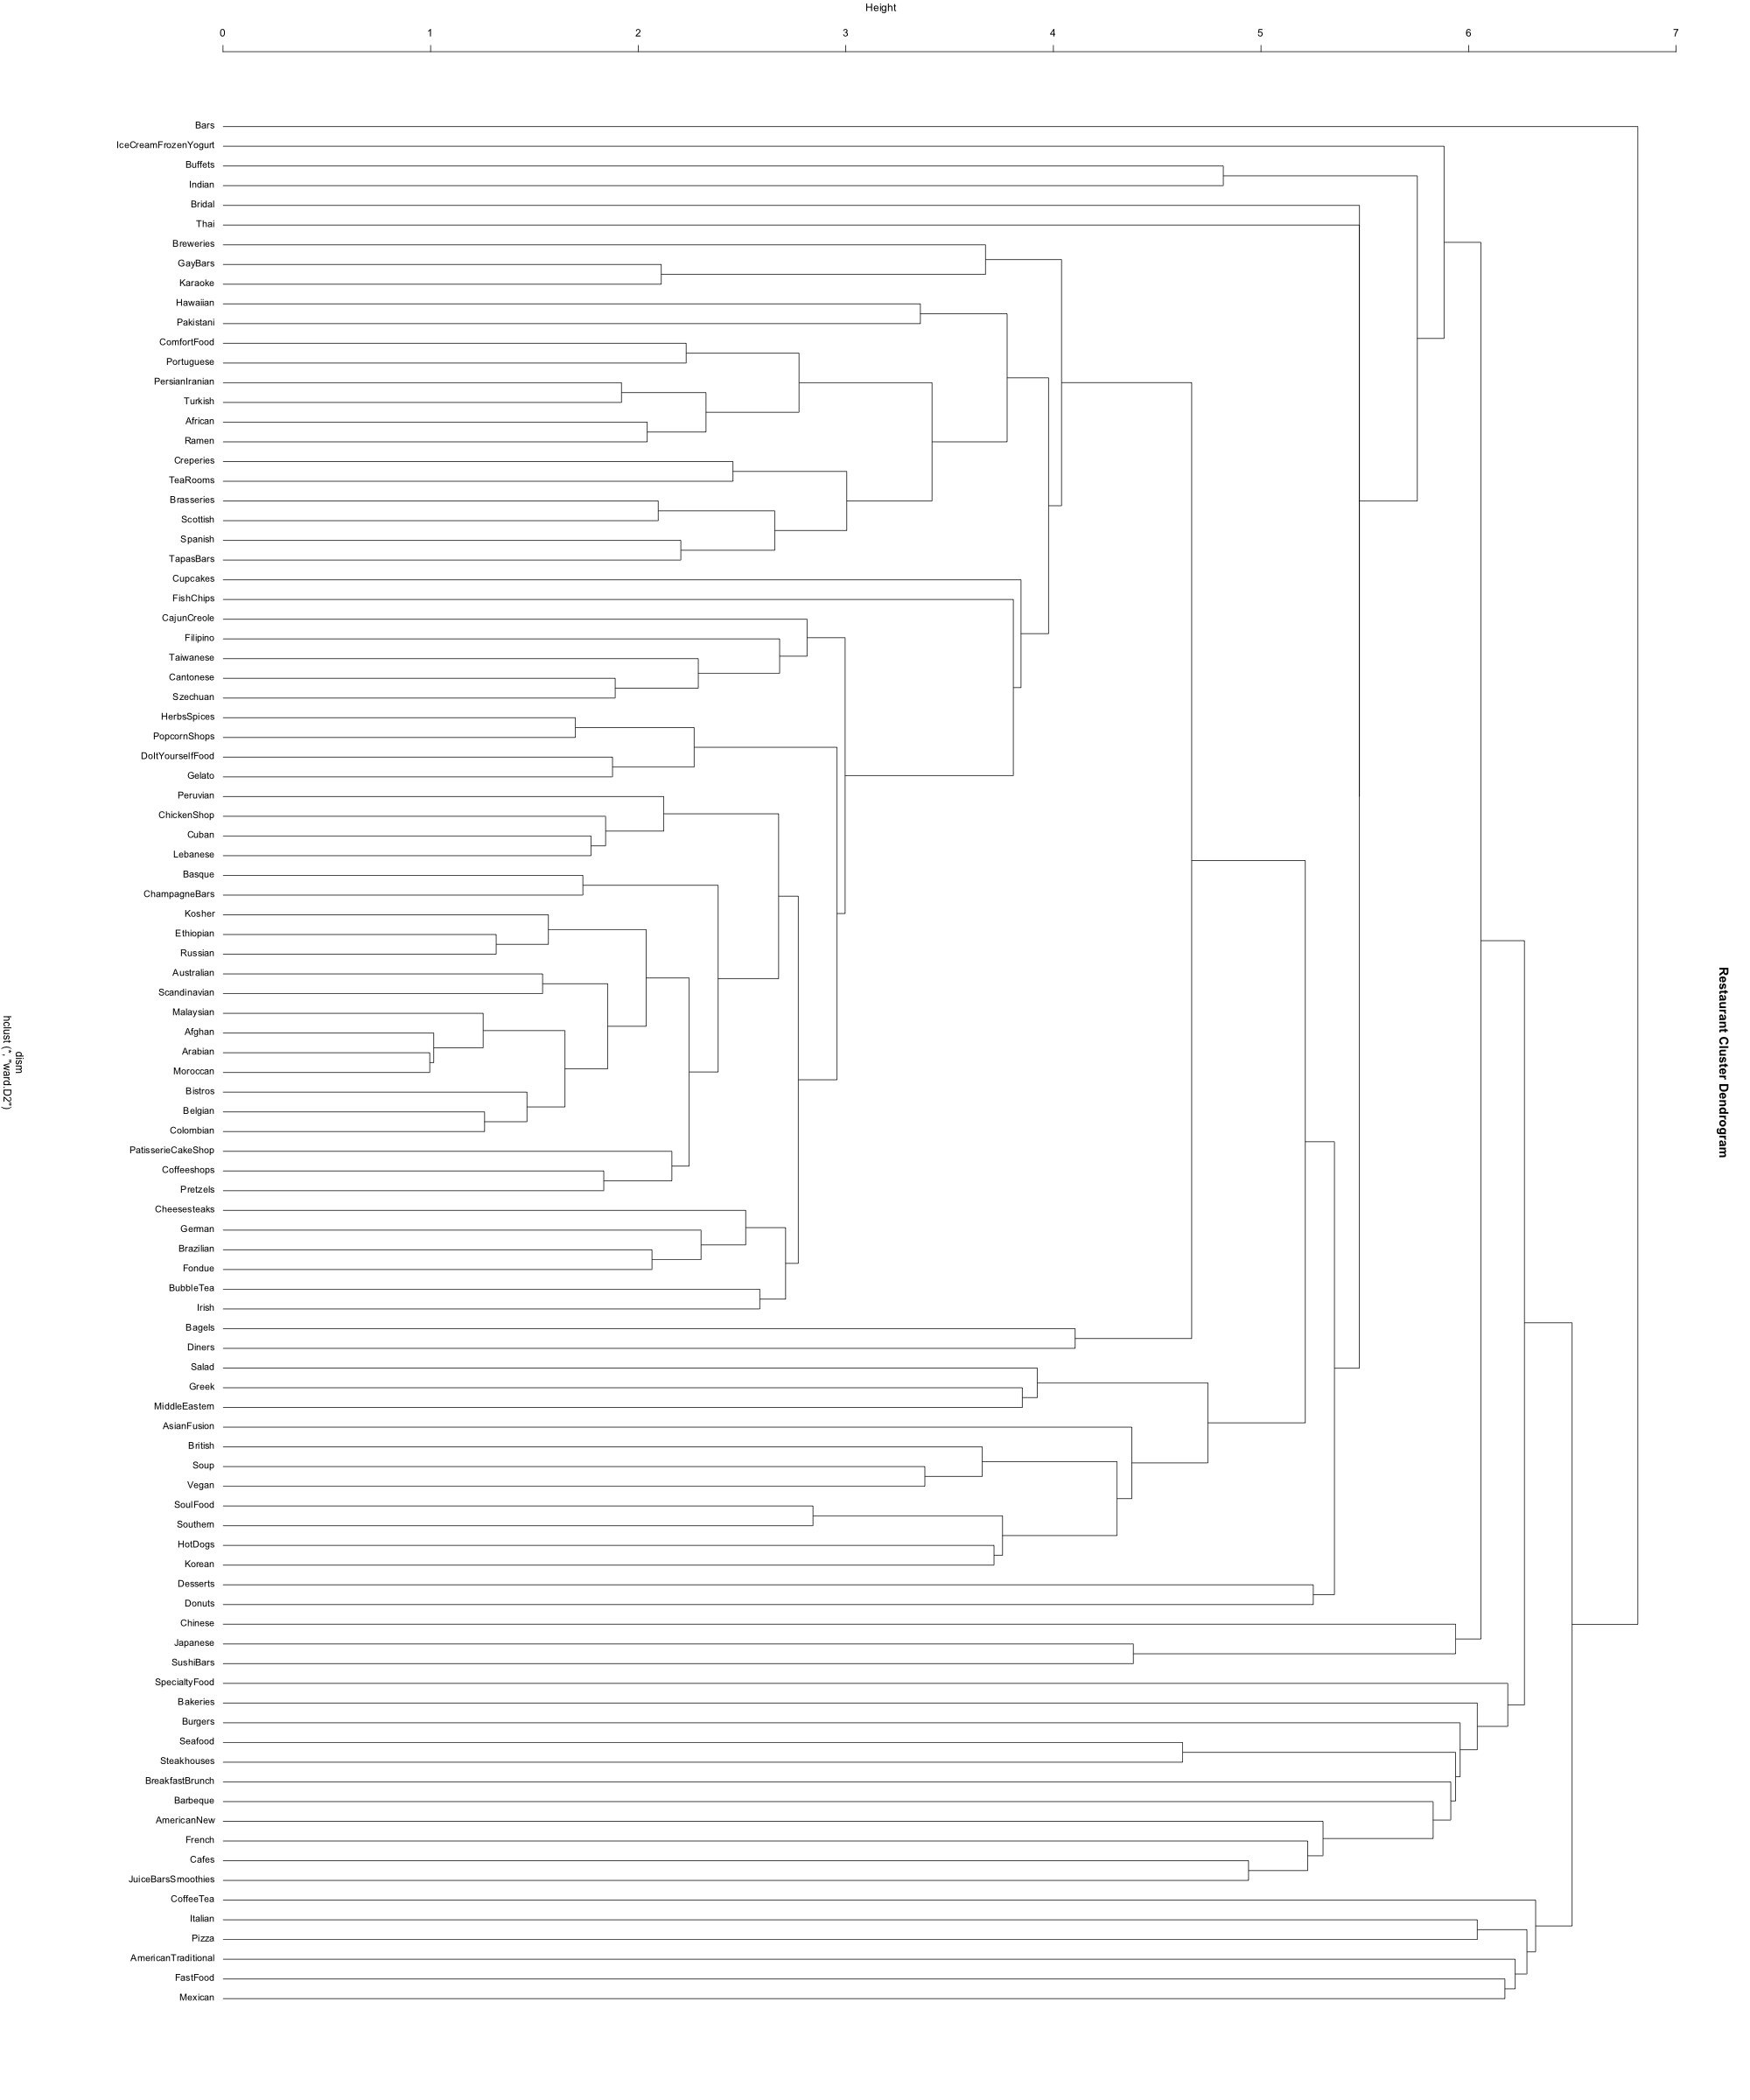 Height
0 1 2 3 4 5 6 7
Bars
IceCreamFrozenYogurt
Buffets
Indian
Bridal
Thai
Breweries
GayBars
Karaoke
Hawaiian
Pakistani
ComfortFood
Portuguese
PersianIranian
Turkish
African
Ramen
Creperies
TeaRooms
Brasseries
Scottish
Spanish
TapasBars
Cupcakes
FishChips
CajunCreole
Filipino
Taiwanese
Cantonese
Szechuan
HerbsSpices
PopcornShops
DoItYourselfFood
Gelato
Peruvian
ChickenShop
Cuban
Lebanese
Basque
ChampagneBars
Kosher
Ethiopian
Russian
Australian
Scandinavian
Malaysian
Afghan
Arabian
Moroccan
Bistros
Belgian
Colombian
PatisserieCakeShop
Coffeeshops
Pretzels
Cheesesteaks
German
Brazilian
Fondue
BubbleTea
Irish
Bagels
Diners
Salad
Greek
MiddleEastern
AsianFusion
British
Soup
Vegan
SoulFood
Southern
HotDogs
Korean
Desserts
Donuts
Chinese
Japanese
SushiBars
SpecialtyFood
Bakeries
Burgers
Seafood
Steakhouses
BreakfastBrunch
Barbeque
AmericanNew
French
Cafes
JuiceBarsSmoothies
CoffeeTea
Italian
Pizza
AmericanTraditional
FastFood
Mexican
Restaurant Cluster Dendrogram
dism
hclust (*, "ward.D2")